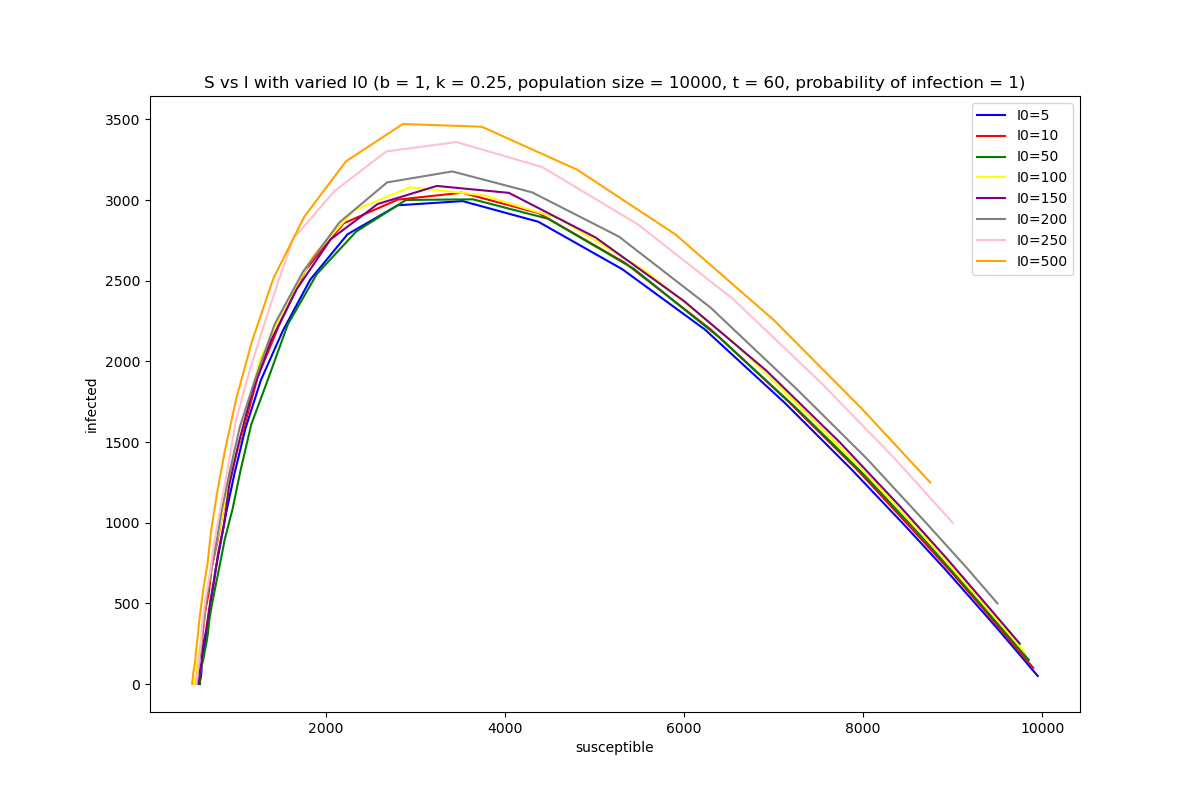 S vs I with varied I0 (b = 1, k = 0.25, population size = 10000, t = 60, probability of infection = 1)
I0=5
I0=10
I0=50
I0=100
I0=150
I0=200
I0=250
I0=500
3500
3000
2500
2000
1500
1000
500
0
infected
2000 4000 6000 8000 10000
susceptible